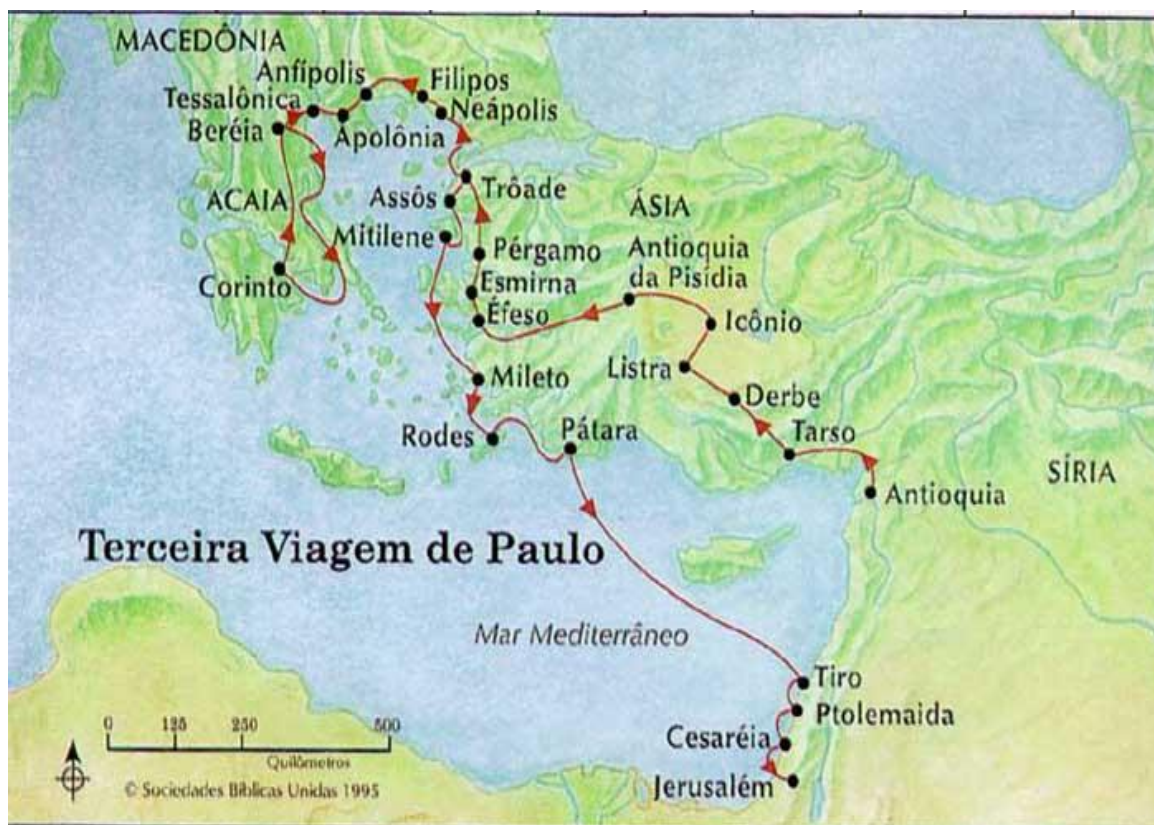 MACEDÔNIA
Anfípolis
Filipos
Tessalônica
Neápolis
Beréia
Apolônia
Trôade
ACAIA
Assôs
ÁSIA
Mitilene
Pérgamo
Antioquia
da Pisídia
Corinto
Esmirna
Éfeso
Icônio
Listra
Mileto
Derbe
Rodes
Pátara
Tarso
SÍRIA
Antioquia
Terceira Viagem de Paulo
Mar Mediterrâneo
Tiro
Ptolemaida
0 125 250 500
Cesaréia
Quilômetros
Jerusalém
© Sociedades Bíblicas Unidas 1995